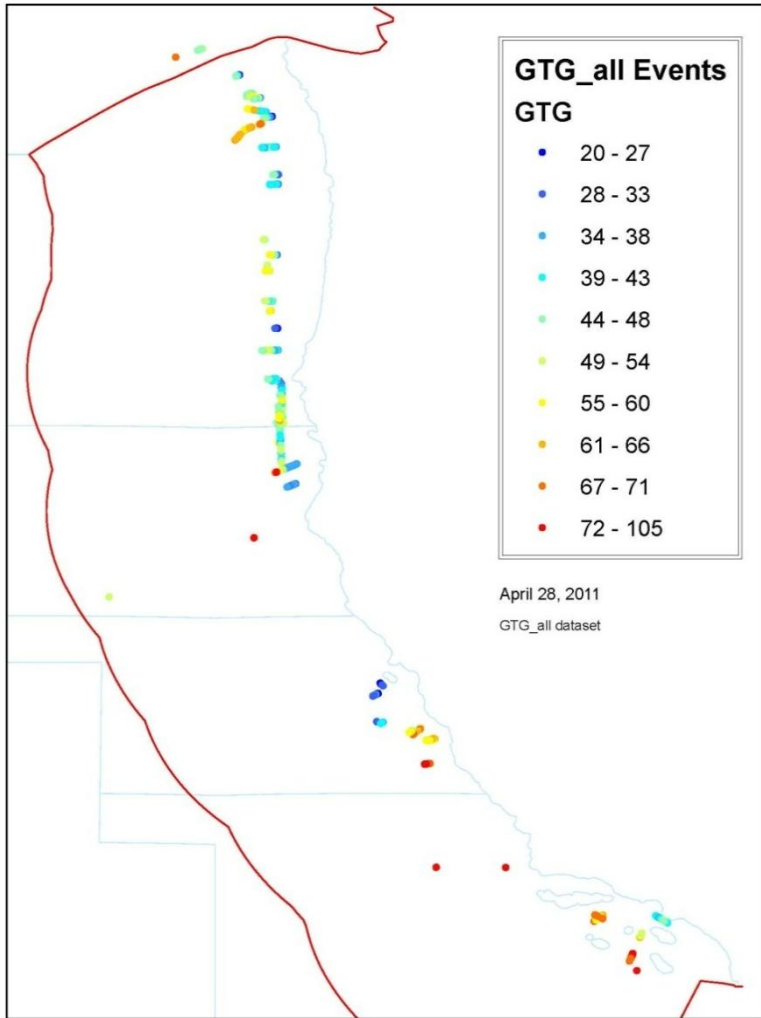 GTG_all Events
GTG
20 - 27
28 - 33
34 - 38
39 - 43
44 - 48
49 - 54
55 - 60
61 - 66
67 - 71
72 - 105
April 28, 2011
GTG_all dataset